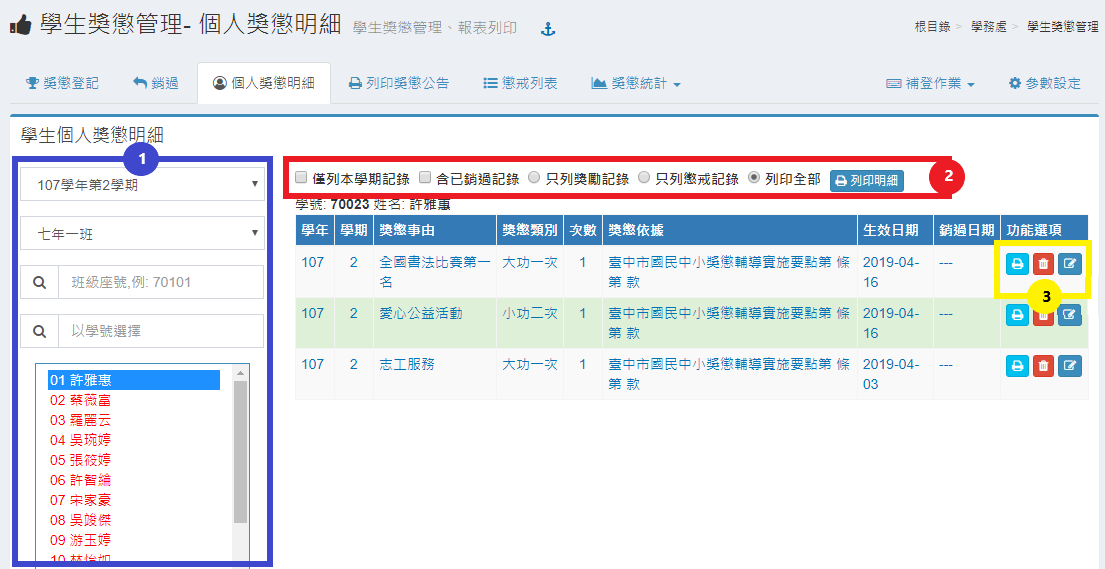 學生獎懲管理- 個人獎懲明細 學生獎懲管理、報表列印
根目錄 > 學務處 > 學生獎懲管理
獎懲登記 銷過 個人獎懲明細 列印獎懲公告 懲戒列表 獎懲統計 補登作業 參數設定
學生個人獎懲明細
1
107學年第2學期
七年一班
班級座號,例: 70101
以學號選擇
01 許雅惠
02 蔡薇富
03 羅麗云
04 吳琬婷
05 張筱婷
06 許智綸
07 宋家豪
08 吳竣傑
09 游玉婷
10 林怡如
僅列本學期記錄 含已銷過記錄 只列獎勵記錄 只列懲戒記錄 列印全部 列印明細
2
學號: 70023 姓名: 許雅惠
學年 學期 獎懲事由 獎懲類別 次數 獎懲依據 生效日期 銷過日期 功能選項
107 2 全國書法比賽第一 大功一次 1 臺中市國民中小獎懲輔導實施要點第 條 2019-04- ---
名 第 款 16
3
107 2 愛心公益活動 小功二次 1 臺中市國民中小獎懲輔導實施要點第 條 2019-04- ---
第 款 16
107 2 志工服務 大功一次 1 臺中市國民中小獎懲輔導實施要點第 條 2019-04- ---
第 款 03